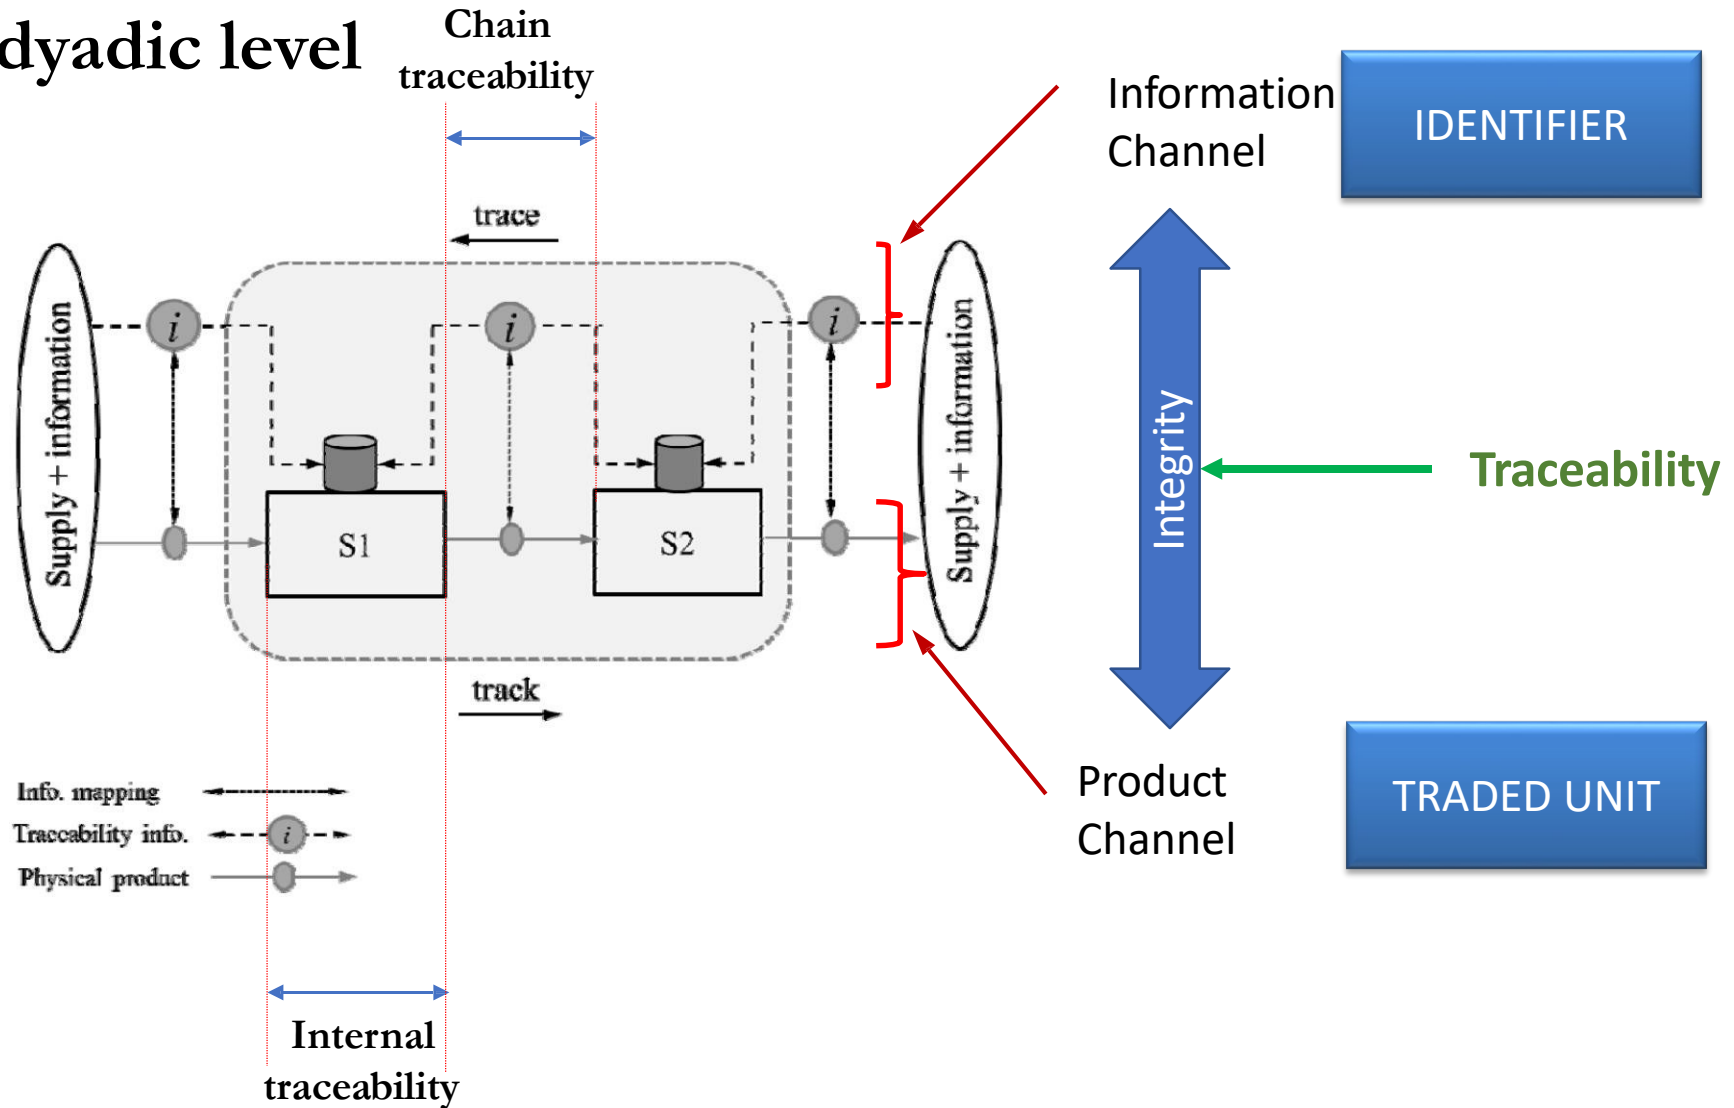 dyadic level
Chain
traceability
Information
Channel
IDENTIFIER
trace
Supply + information
i
i
i
Supply + information
Integrity
Traceability
S1
S2
track
Product
Channel
TRADED UNIT
Info. mapping
Traceability info.
i
Physical product
Internal
traceability